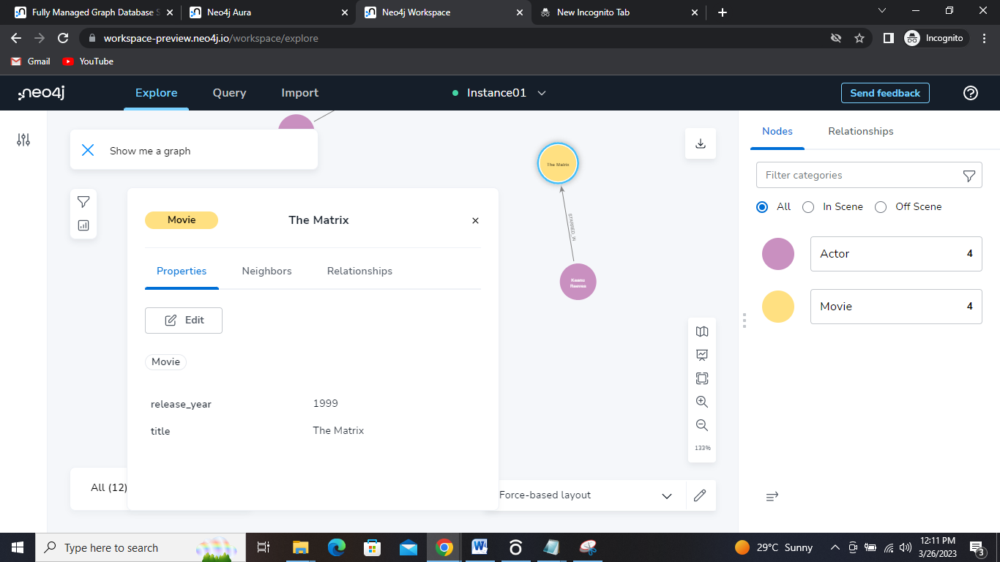 Fully Managed Graph Database S
Neo4j Aura
Neo4j Workspace
New Incognito Tab
workspace-preview.neo4j.io/workspace/explore
Incognito
Gmail
YouTube
neo4j
Explore
Query
Import
Instance01
Send feedback
Show me a graph
The Matrix
STARRED_IN
Keanu
Reeves
Movie
The Matrix
Properties
Neighbors
Relationships
Edit
Movie
release_year 1999
title The Matrix
All (12)
Force-based layout
133%
Nodes
Relationships
Filter categories
All
In Scene
Off Scene
Actor 4
Movie 4
Type here to search
29°C Sunny
12:11 PM
3/26/2023
3